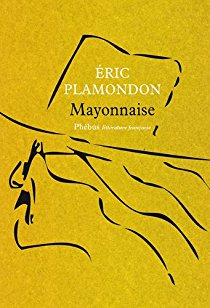 ÉRIC
PLAMONDON
Mayonnaise
Phébus littérature française